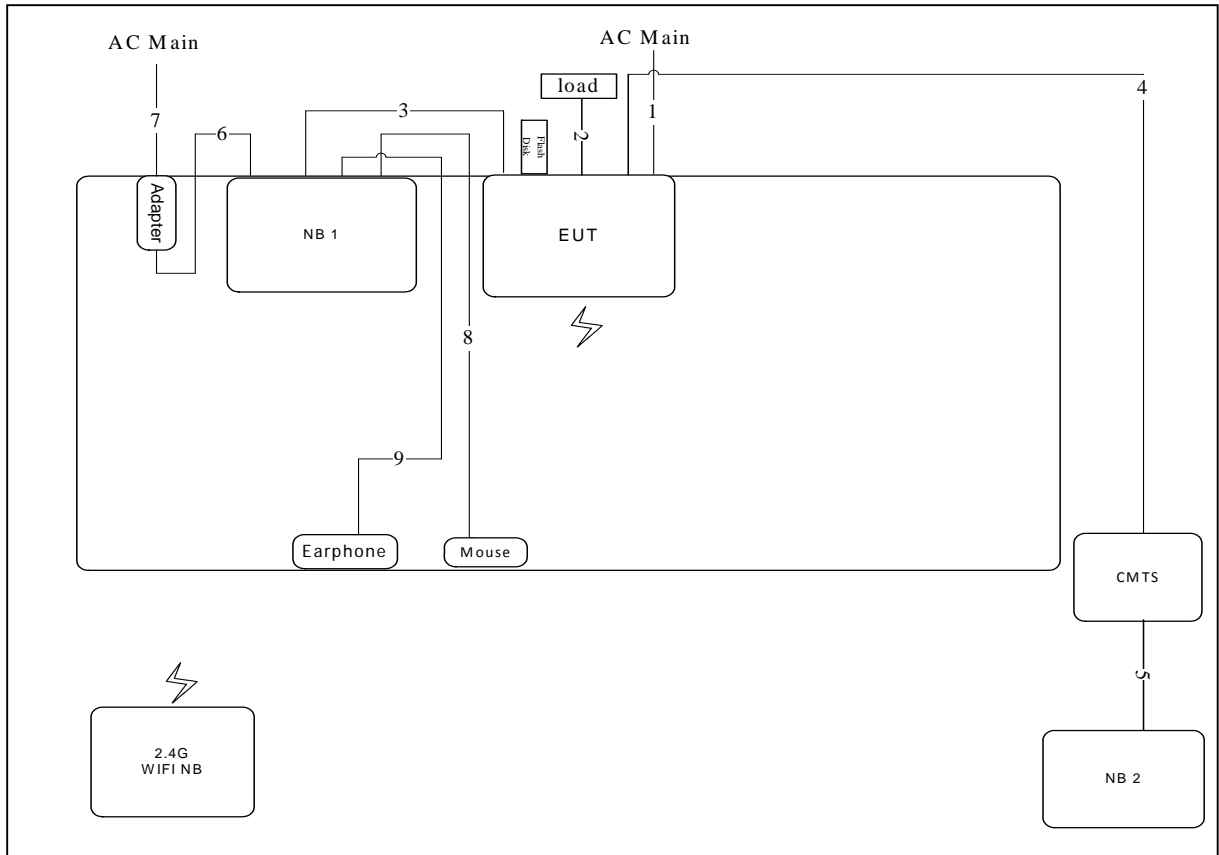 AC Main
AC Main
load
4
3
1
7
6
2
Flash
Disk
Adapter
NB 1
EUT
8
9
Earphone
Mouse
CMTS
5
2.4G
WIFI NB
NB 2